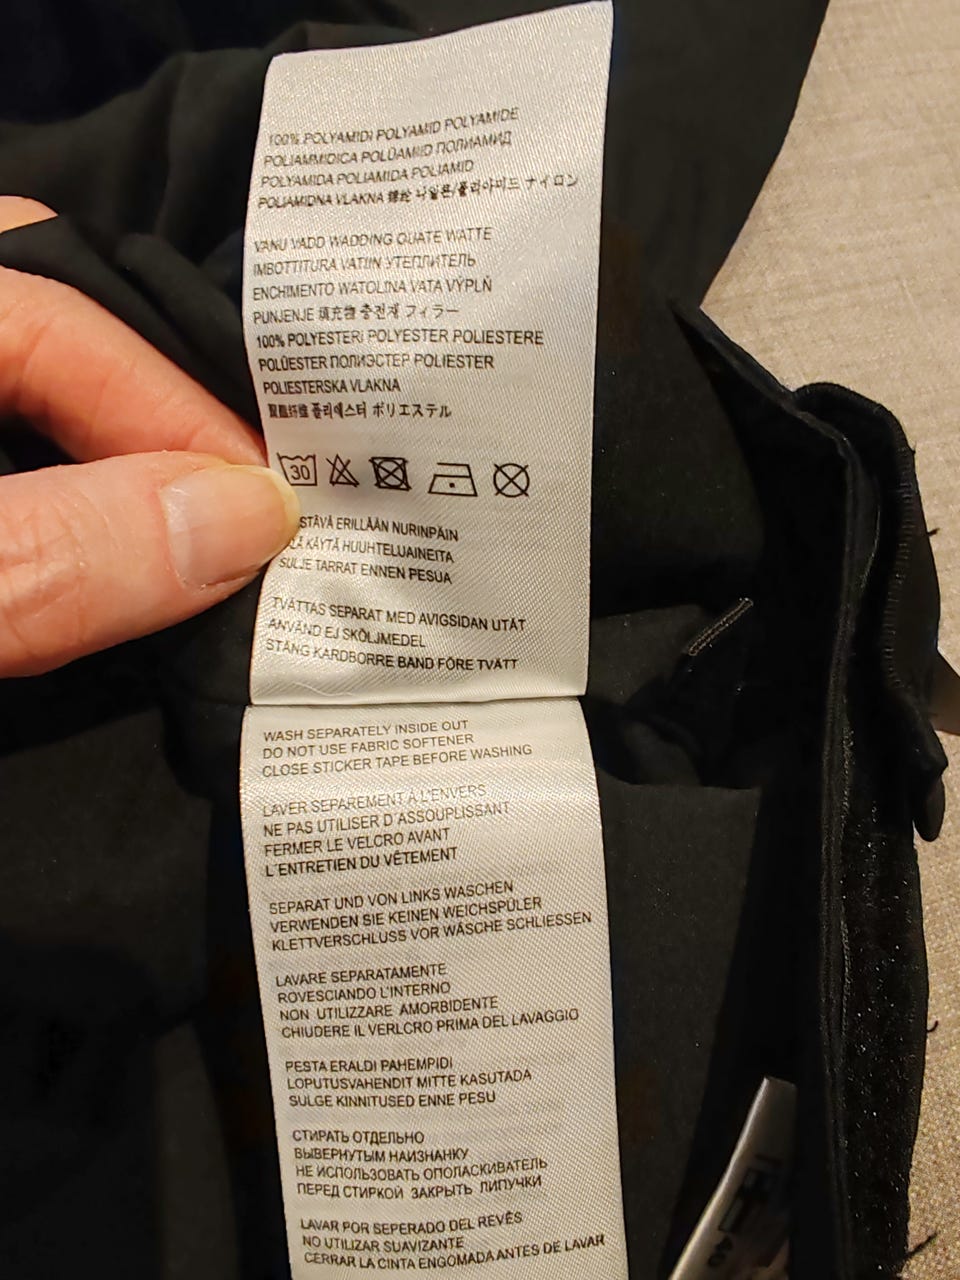 100% POLYAMIDI POLYAMID POLYAMIDE
POLIAMMIDICA POLÜAMIID ПОЛИАМИД
POLYAMIDA POLIAMIDA POLIAMID
POLIAMIDNA VLAKNA 锦纶 나일론/폴리아미드 ナイロン
VANU VADD WADDING OUATE WATTE
IMBOTTITURA VATIIN УТЕПЛИТЕЛЬ
ENCHIMENTO WATOLINA VATA VÝPLŇ
PUNJENJE 填充物 충전재 フィラー
100% POLYESTERI POLYESTER POLIESTERE
POLÜESTER ПОЛИЭСТЕР POLIESTER
POLIESTERSKA VLAKNA
聚酯纤维 폴리에스터 ポリエステル
30
ERILLÄÄN NURINPÄIN
KÄYTÄ HUUHTELUAINEITA
SULJE TARRAT ENNEN PESUA
TVÄTTAS SEPARAT MED AVIGSIDAN UTÅT
ANVÄND EJ SKÖLJMEDEL
STÄNG KARDBORRE BAND FÖRE TVÄTT
WASH SEPARATELY INSIDE OUT
DO NOT USE FABRIC SOFTENER
CLOSE STICKER TAPE BEFORE WASHING
LAVER SEPAREMENT À L'ENVERS
NE PAS UTILISER D´ASSOUPLISSANT
FERMER LE VELCRO AVANT
L´ENTRETIEN DU VÊTEMENT
SEPARAT UND VON LINKS WASCHEN
VERWENDEN SIE KEINEN WEICHSPÜLER
KLETTVERSCHLUSS VOR WÄSCHE SCHLIESSEN
LAVARE SEPARATAMENTE
ROVESCIANDO L'INTERNO
NON UTILIZZARE AMORBIDENTE
CHIUDERE IL VERLCRO PRIMA DEL LAVAGGIO
PESTA ERALDI PAHEMPIDI
LOPUTUSVAHENDIT MITTE KASUTADA
SULGE KINNITUSED ENNE PESU
СТИРАТЬ ОТДЕЛЬНО
ВЫВЕРНУТЫМ НАИЗНАНКУ
НЕ ИСПОЛЬЗОВАТЬ ОПОЛАСКИВАТЕЛЬ
ПЕРЕД СТИРКОЙ ЗАКРЫТЬ ЛИПУЧКИ
LAVAR POR SEPERADO DEL REVÊS
NO UTILIZAR SUAVIZANTE
CERRAR LA CINTA ENGOMADA ANTES DE LAVAR